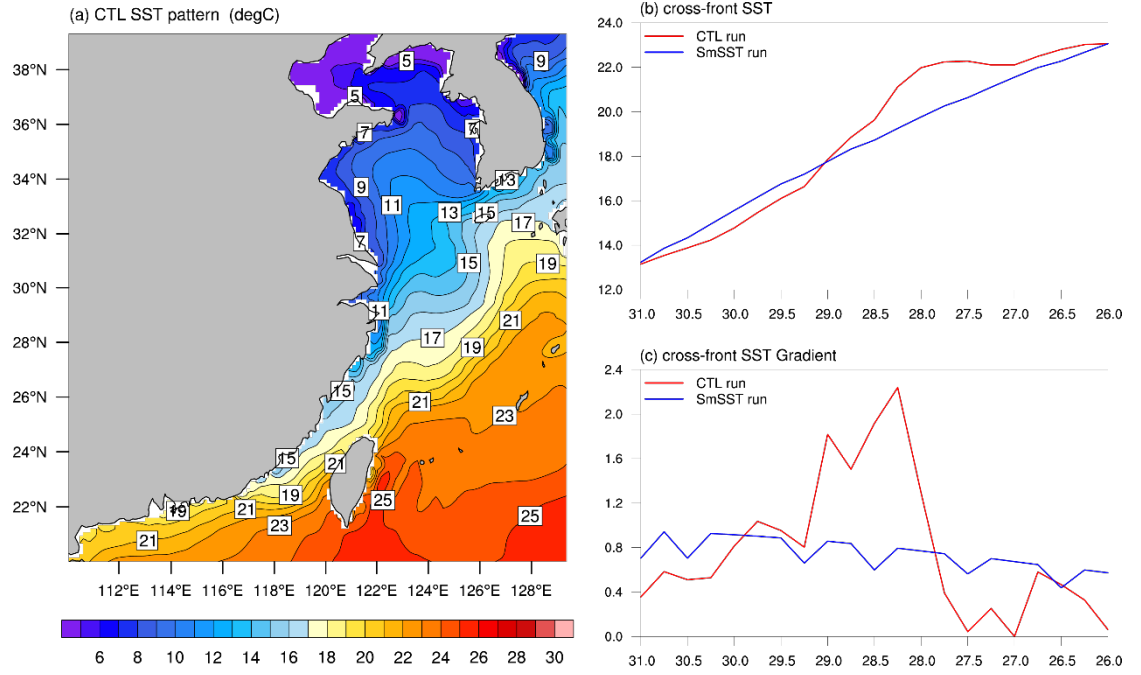 (a) CTL SST pattern (degC)
38°N
36°N
34°N
32°N
30°N
28°N
26°N
24°N
22°N
5
9
5
7
7
9
11
13
13
15
17
7
15
19
11
17
21
19
15
21
23
15
21
19
19
21
25
23
25
21
112°E 114°E 116°E 118°E 120°E 122°E 124°E 126°E 128°E
6 8 10 12 14 16 18 20 22 24 26 28 30
(b) cross-front SST
CTL run
SmSST run
24.0
22.0
20.0
18.0
16.0
14.0
12.0
31.0 30.5 30.0 29.5 29.0 28.5 28.0 27.5 27.0 26.5 26.0
(c) cross-front SST Gradient
CTL run
SmSST run
2.4
2.0
1.6
1.2
0.8
0.4
0.0
31.0 30.5 30.0 29.5 29.0 28.5 28.0 27.5 27.0 26.5 26.0